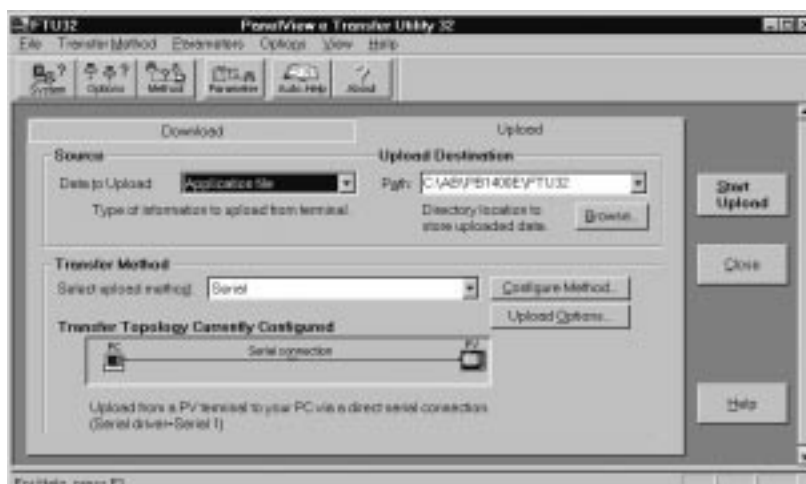 FTU32 PanelView e Transfer Utility 32
File Transfer Method Parameters Options View Help
System Options Method Parameter Auto-Help About
Download Upload
Source Upload Destination
Data to Upload: Application file Path: C:\AB\PB1400E\FTU32
Type of information to upload from terminal. Directory location to store uploaded data. Browse...
Start Upload
Close
Transfer Method
Select upload method: Serial Configure Method...
Upload Options...
Transfer Topology Currently Configured
PC Serial connection PV
Upload from a PV terminal to your PC via a direct serial connection.
(Serial driver=Serial 1)
Help
For Help, press F1